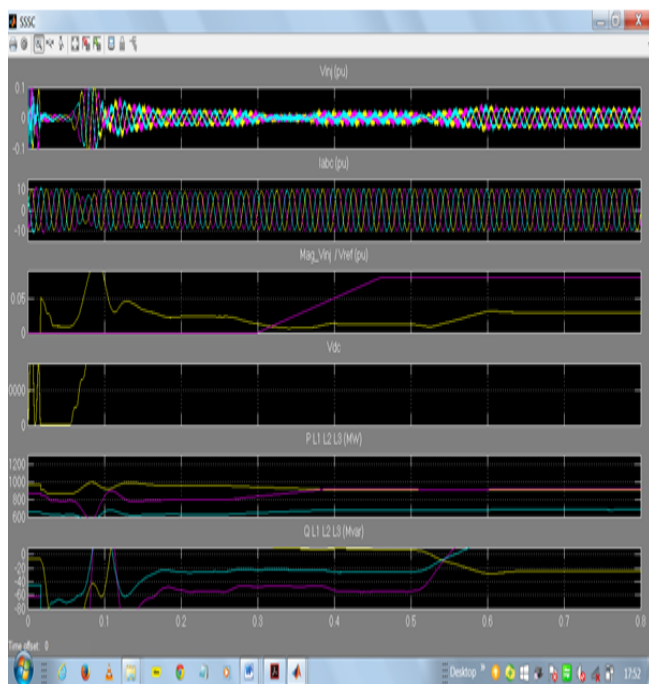 SSSC
Vinj (pu)
0.1
0
-0.1
Iabc (pu)
10
0
-10
Mag_Vinj / Vref (pu)
0.05
0
Vdc
0000
0
P L1 L2 L3 (MW)
1200
1000
800
600
Q L1 L2 L3 (Mvar)
0
-20
-40
-60
-80
0 0.1 0.2 0.3 0.4 0.5 0.6 0.7 0.8
Time offset: 0
Desktop 17:52